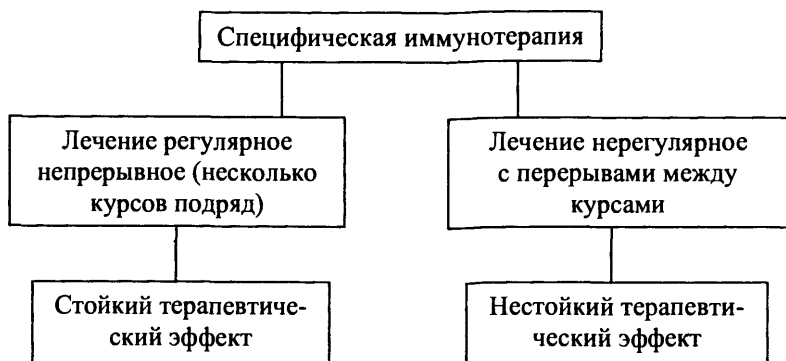 Специфическая иммунотерапия
Лечение регулярное
непрерывное (несколько
курсов подряд)
Лечение нерегулярное
с перерывами между
курсами
Стойкий терапевтиче-
ский эффект
Нестойкий терапевти-
ческий эффект